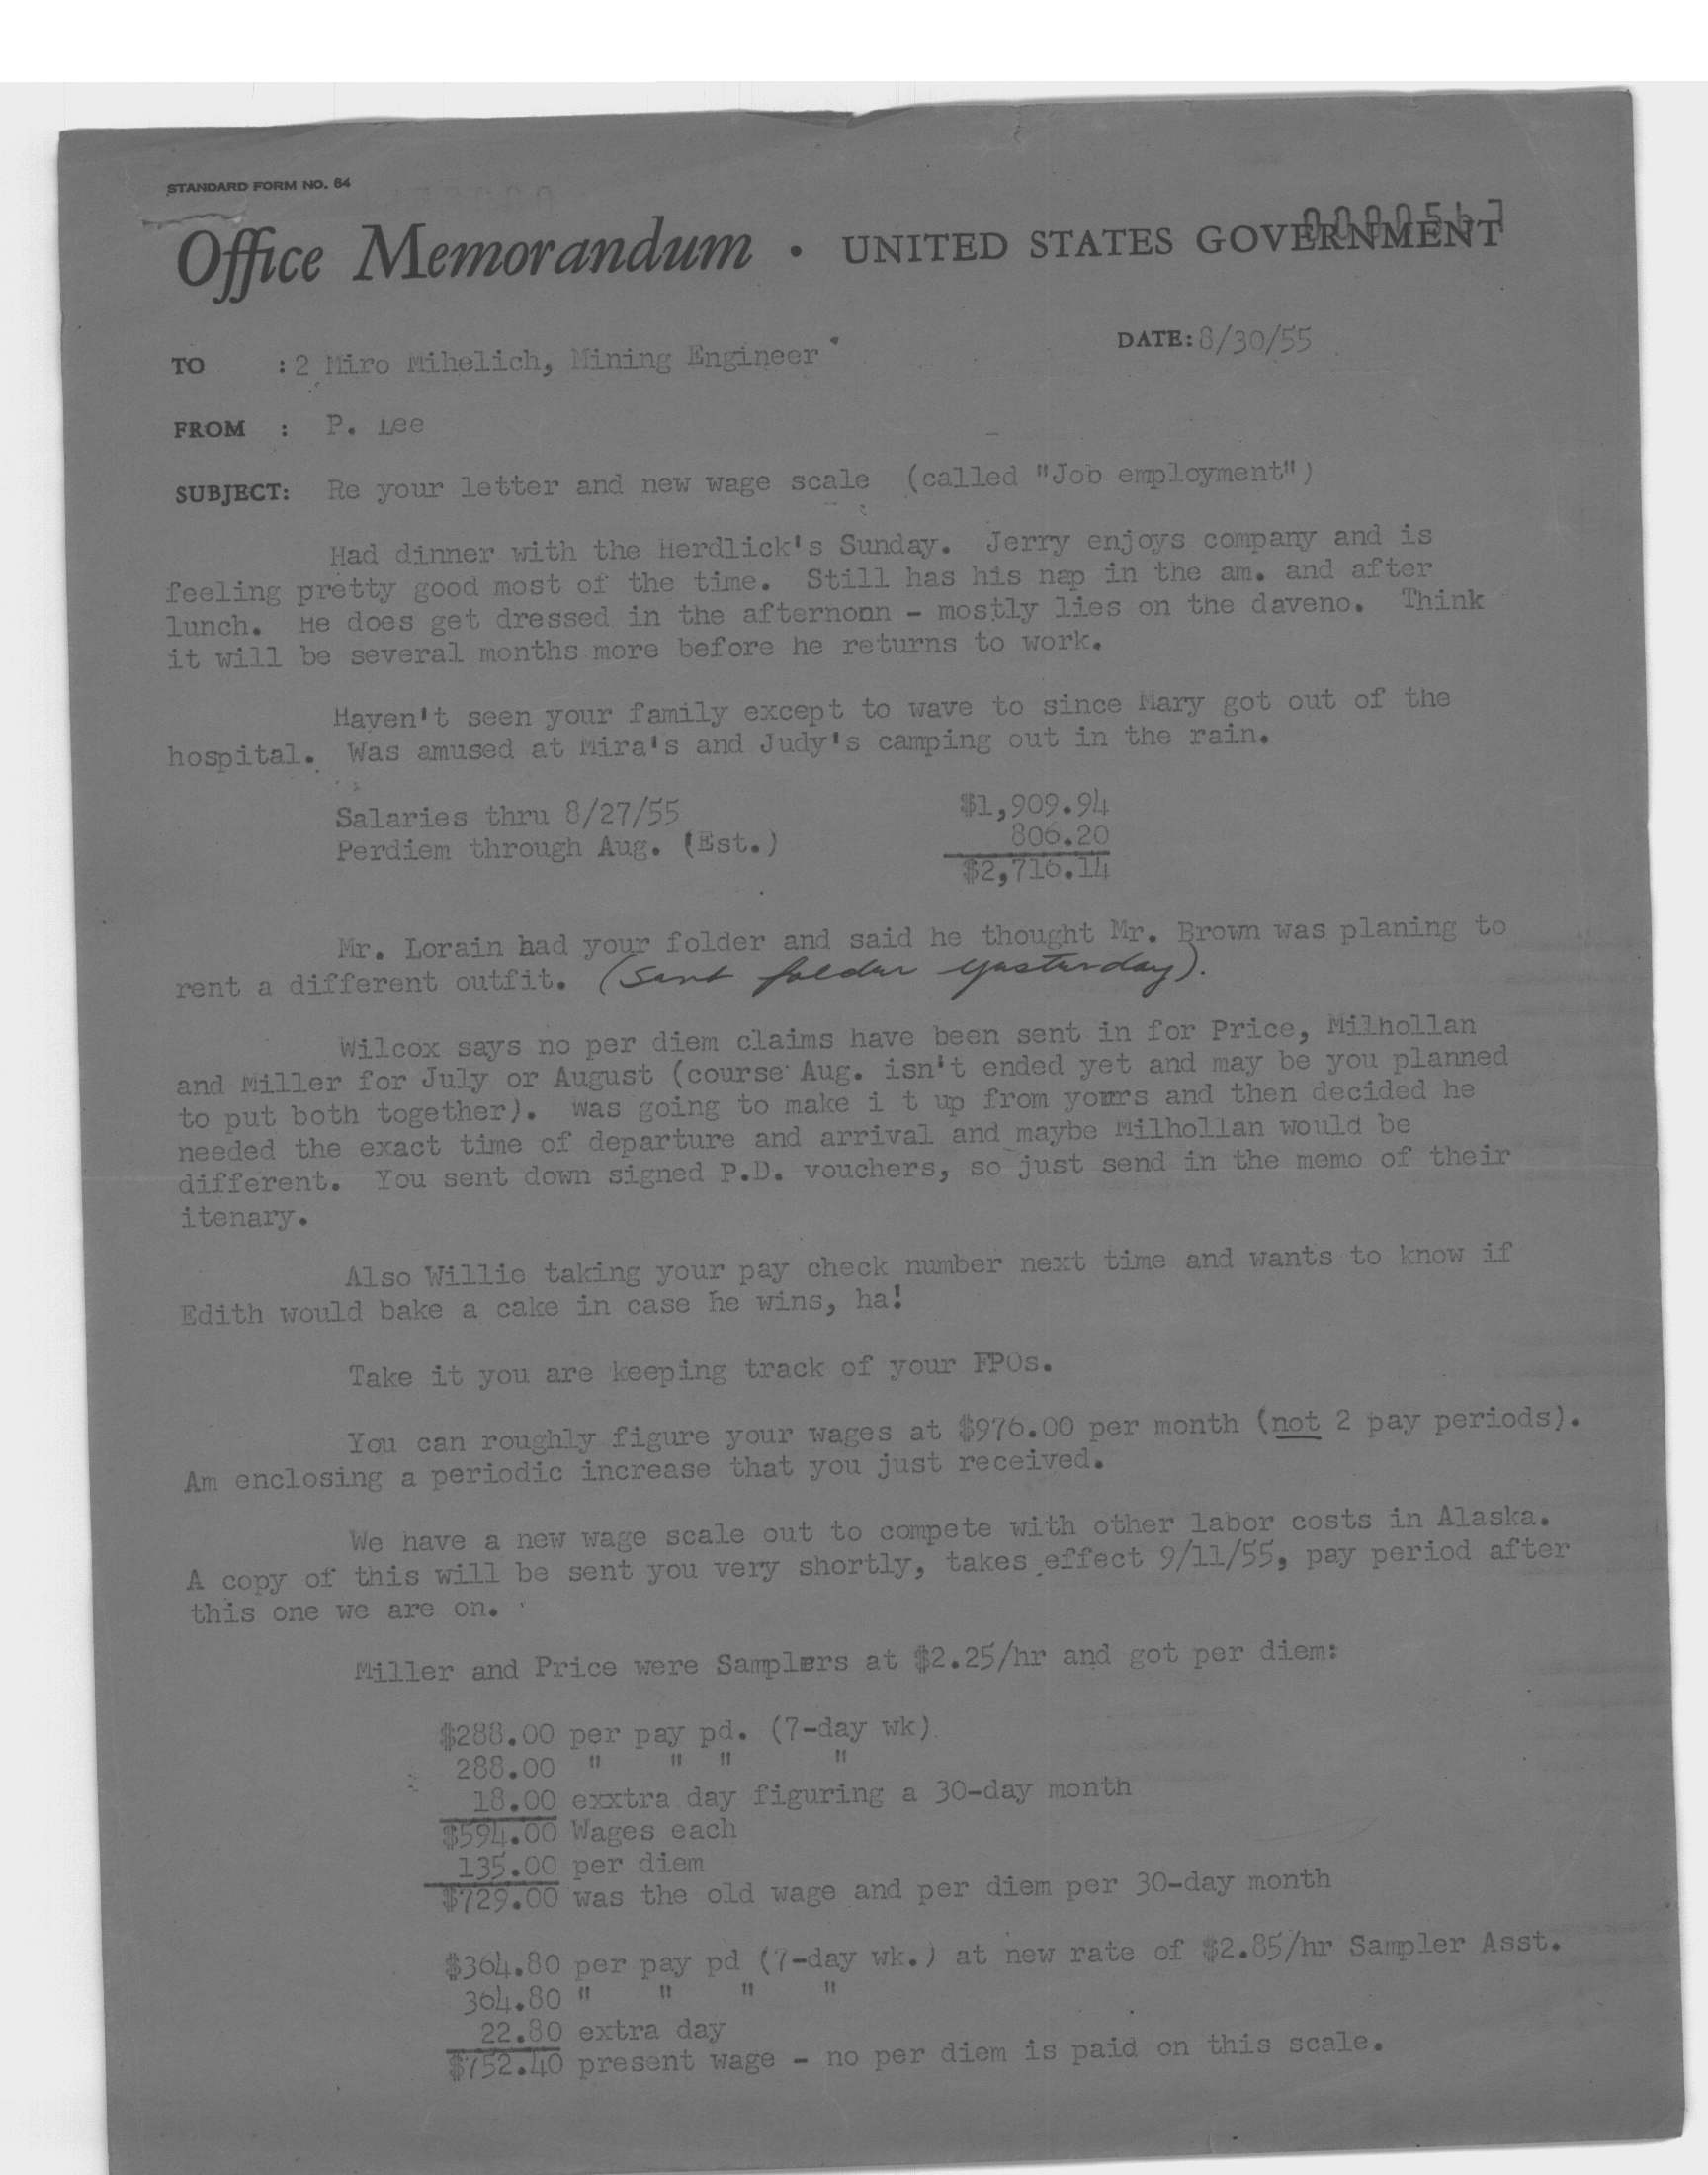 STANDARD FORM NO. 64
Office Memorandum • UNITED STATES GOVERNMENT
TO : 2 Miro Mihelich, Mining Engineer
DATE: 8/30/55
FROM : P. Lee
SUBJECT: Re your letter and new wage scale (called "Job employment")
Had dinner with the Herdlick's Sunday. Jerry enjoys company and is
feeling pretty good most of the time. Still has his nap in the am. and after
lunch. He does get dressed in the afternoon - mostly lies on the daveno. Think
it will be several months more before he returns to work.
Haven't seen your family except to wave to since Mary got out of the
hospital. Was amused at Mira's and Judy's camping out in the rain.
Salaries thru 8/27/55 $1,909.94
Perdiem through Aug. (Est.) 806.20
$2,716.14
Mr. Lorain had your folder and said he thought Mr. Brown was planing to
rent a different outfit. (Sent folder yesterday).
Wilcox says no per diem claims have been sent in for Price, Milhollan
and Miller for July or August (course Aug. isn't ended yet and may be you planned
to put both together). Was going to make i t up from yours and then decided he
needed the exact time of departure and arrival and maybe Milhollan would be
different. You sent down signed P.D. vouchers, so just send in the memo of their
itenary.
Also Willie taking your pay check number next time and wants to know if
Edith would bake a cake in case he wins, ha!
Take it you are keeping track of your FPOs.
You can roughly figure your wages at $976.00 per month (not 2 pay periods).
Am enclosing a periodic increase that you just received.
We have a new wage scale out to compete with other labor costs in Alaska.
A copy of this will be sent you very shortly, takes effect 9/11/55, pay period after
this one we are on.
Miller and Price were Samplers at $2.25/hr and got per diem:
$288.00 per pay pd. (7-day wk)
288.00 " " " "
18.00 exxtra day figuring a 30-day month
$594.00 Wages each
135.00 per diem
$729.00 was the old wage and per diem per 30-day month
$364.80 per pay pd (7-day wk.) at new rate of $2.85/hr Sampler Asst.
364.80 " " " "
22.80 extra day
$752.40 present wage - no per diem is paid on this scale.